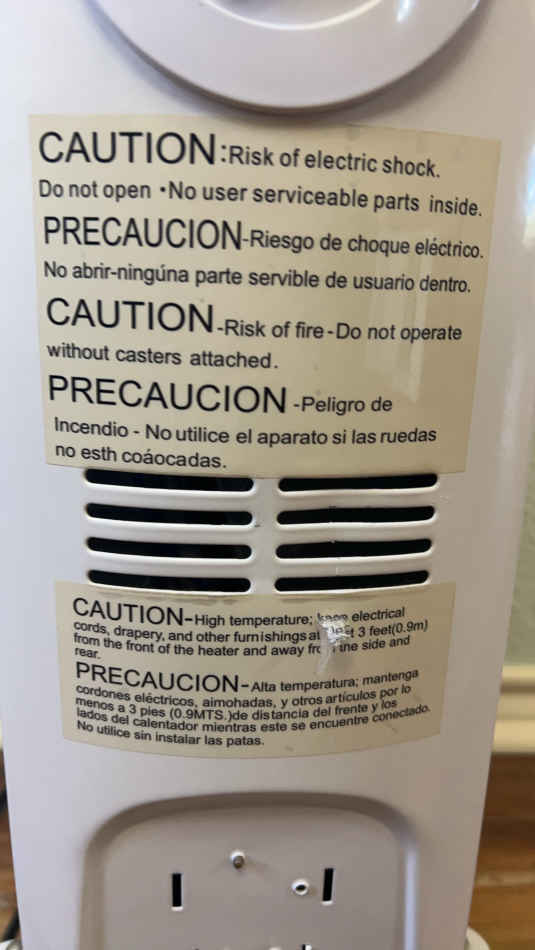 CAUTION:Risk of electric shock.
Do not open •No user serviceable parts inside.
PRECAUCION-Riesgo de choque eléctrico.
No abrir-ningúna parte servible de usuario dentro.
CAUTION-Risk of fire-Do not operate
without casters attached.
PRECAUCION -Peligro de
Incendio - No utilice el aparato si las ruedas
no esth coáocadas.
CAUTION-High temperature; keep electrical
cords, drapery, and other furnishings at 3 feet(0.9m)
from the front of the heater and away the side and
rear.
PRECAUCION-Alta temperatura; mantenga
cordones eléctricos, aimohadas, y otros artículos por lo
menos a 3 pies (0.9MTS.)de distancia del frente y los
lados del calentador mientras este se encuentre conectado.
No utilice sin instalar las patas.